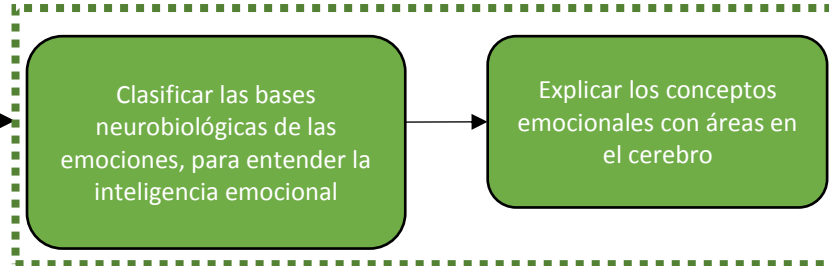 Clasificar las bases
neurobiológicas de las
emociones, para entender la
inteligencia emocional
Explicar los conceptos
emocionales con áreas en
el cerebro